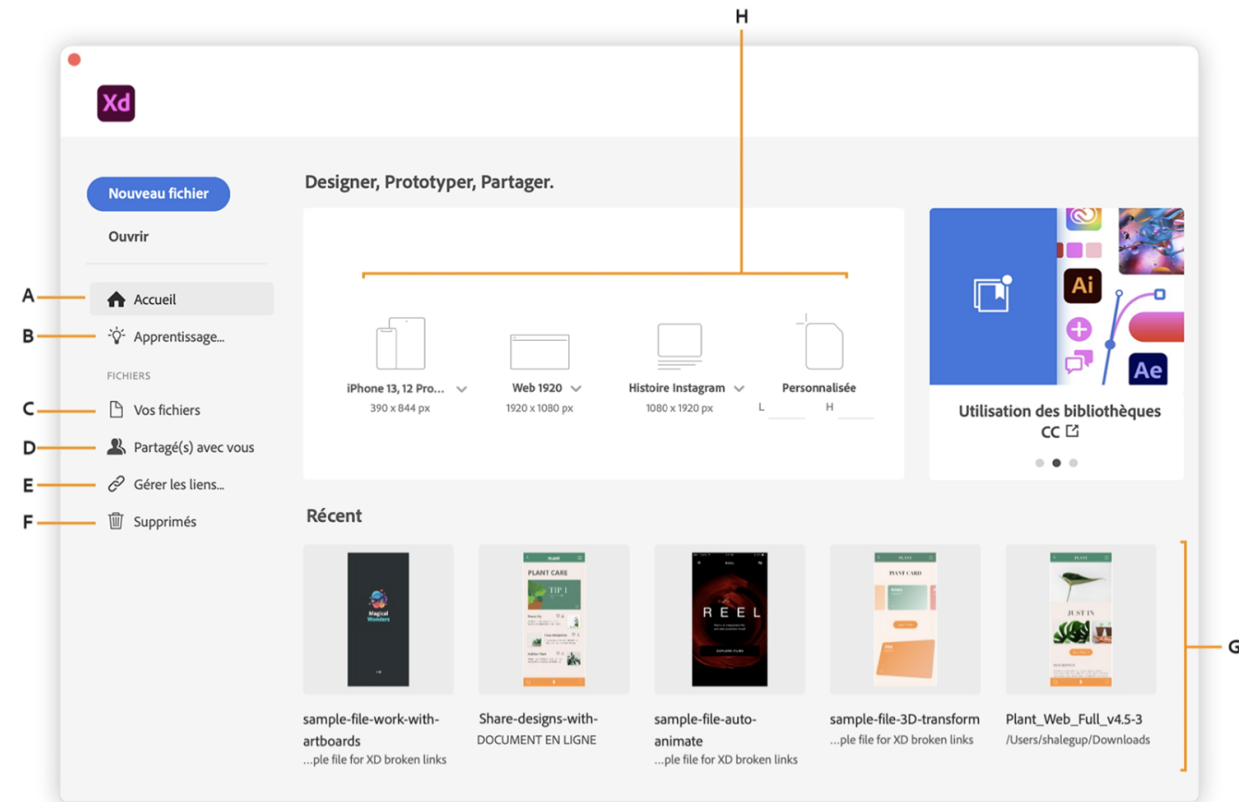 H
Xd
Nouveau fichier
Designer, Prototyper, Partager.
Ouvrir
A
Accueil
B
Apprentissage...
FICHIERS
C
Vos fichiers
D
Partagé(s) avec vous
E
Gérer les liens...
F
Supprimés
iPhone 13, 12 Pro...
390 x 844 px
Web 1920
1920 x 1080 px
Histoire Instagram
1080 x 1920 px
Personnalisée
L H
Ai
Ae
Utilisation des bibliothèques
CC
Récent
Magical
Wonders
PLANT
PLANT CARE
TIP 1
REEL
EXPLORE FILMS
PLANT
PLANT CARD
PLANT
JUST IN
G
sample-file-work-with-
artboards
...ple file for XD broken links
Share-designs-with-
DOCUMENT EN LIGNE
sample-file-auto-
animate
...ple file for XD broken links
sample-file-3D-transform
...ple file for XD broken links
Plant_Web_Full_v4.5-3
/Users/shalegup/Downloads